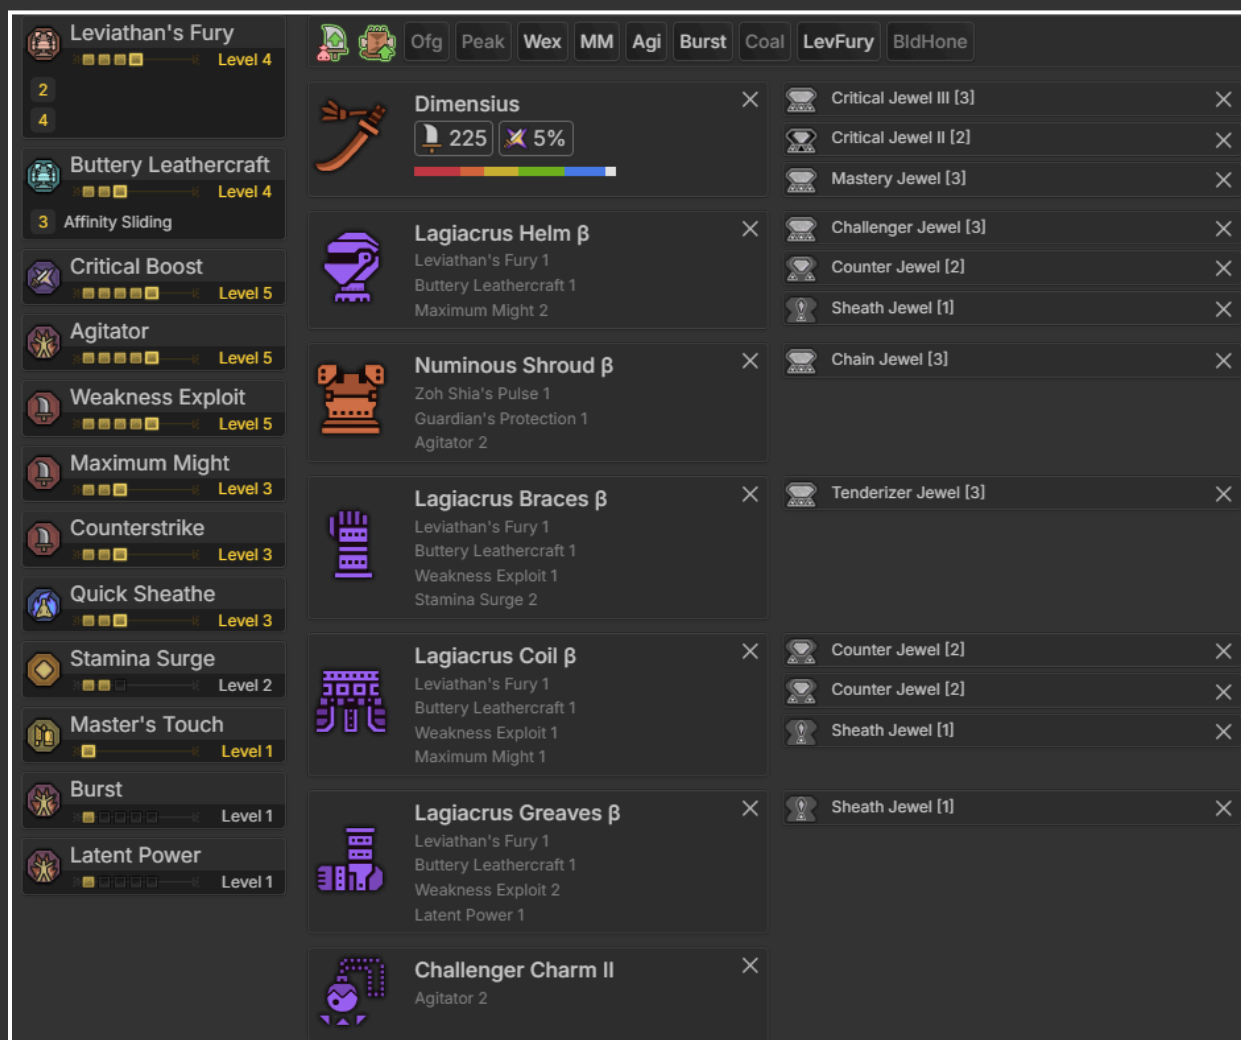 Leviathan's Fury
Level 4
2
4
Buttery Leathercraft
Level 4
3 Affinity Sliding
Critical Boost
Level 5
Agitator
Level 5
Weakness Exploit
Level 5
Maximum Might
Level 3
Counterstrike
Level 3
Quick Sheathe
Level 3
Stamina Surge
Level 2
Master's Touch
Level 1
Burst
Level 1
Latent Power
Level 1
Ofg Peak Wex MM Agi Burst Coal LevFury BldHone
Dimensius
225 5%
Critical Jewel III [3]
Critical Jewel II [2]
Mastery Jewel [3]
Lagiacrus Helm β
Leviathan's Fury 1
Buttery Leathercraft 1
Maximum Might 2
Challenger Jewel [3]
Counter Jewel [2]
Sheath Jewel [1]
Numinous Shroud β
Zoh Shia's Pulse 1
Guardian's Protection 1
Agitator 2
Chain Jewel [3]
Lagiacrus Braces β
Leviathan's Fury 1
Buttery Leathercraft 1
Weakness Exploit 1
Stamina Surge 2
Tenderizer Jewel [3]
Lagiacrus Coil β
Leviathan's Fury 1
Buttery Leathercraft 1
Weakness Exploit 1
Maximum Might 1
Counter Jewel [2]
Counter Jewel [2]
Sheath Jewel [1]
Lagiacrus Greaves β
Leviathan's Fury 1
Buttery Leathercraft 1
Weakness Exploit 2
Latent Power 1
Sheath Jewel [1]
Challenger Charm II
Agitator 2